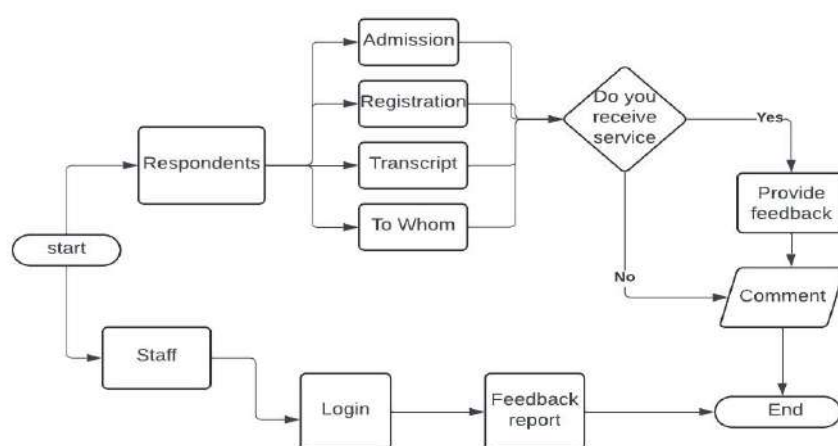 Admission
Registration
Transcript
To Whom
Respondents
Do you
receive
service
Yes
Provide
feedback
No
Comment
start
Staff
Login
Feedback
report
End